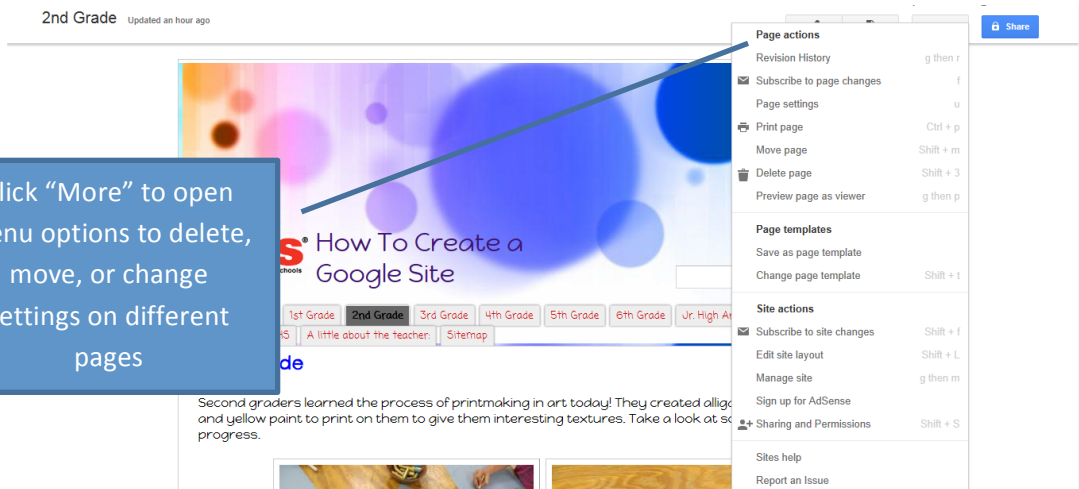 2nd Grade Updated an hour ago
Share
Page actions
Revision History g then r
Subscribe to page changes f
Page settings u
Print page Ctrl + p
Move page Shift + m
Delete page Shift + 3
Preview page as viewer g then p
Page templates
Save as page template
Change page template Shift + t
Site actions
Subscribe to site changes Shift + f
Edit site layout Shift + L
Manage site g then m
Sign up for AdSense
Sharing and Permissions Shift + S
Sites help
Report an Issue
lick “More” to open
enu options to delete,
move, or change
ettings on different
pages
How To Create a
Google Site
schools
1st Grade 2nd Grade 3rd Grade 4th Grade 5th Grade 6th Grade Jr. High
A little about the teacher: Sitemap
de
Second graders learned the process of printmaking in art today! They created
and yellow paint to print on them to give them interesting textures. Take a look at
progress.